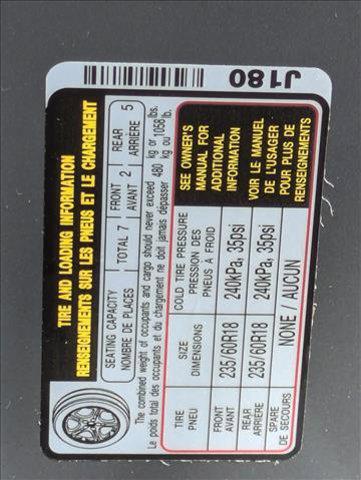 TIRE AND LOADING INFORMATION
RENSEIGNEMENTS SUR LES PNEUS ET LE CHARGEMENT
SEATING CAPACITY
NOMBRE DE PLACES
TOTAL 7
FRONT
AVANT 2
REAR
ARRIÈRE 5
The combined weight of occupants and cargo should never exceed 480 kg or 1058 lbs.
Le poids total des occupants et du chargement ne doit jamais dépasser 480 kg ou 1058 lb.
TIRE
PNEU
SIZE
DIMENSIONS
COLD TIRE PRESSURE
PRESSION DES
PNEUS À FROID
FRONT
AVANT
235/60R18
240kPa, 35psi
REAR
ARRIÈRE
235/60R18
240kPa, 35psi
SPARE
DE SECOURS
NONE / AUCUN
SEE OWNER'S
MANUAL FOR
ADDITIONAL
INFORMATION
VOIR LE MANUEL
DE L'USAGER
POUR PLUS DE
RENSEIGNEMENTS
J180